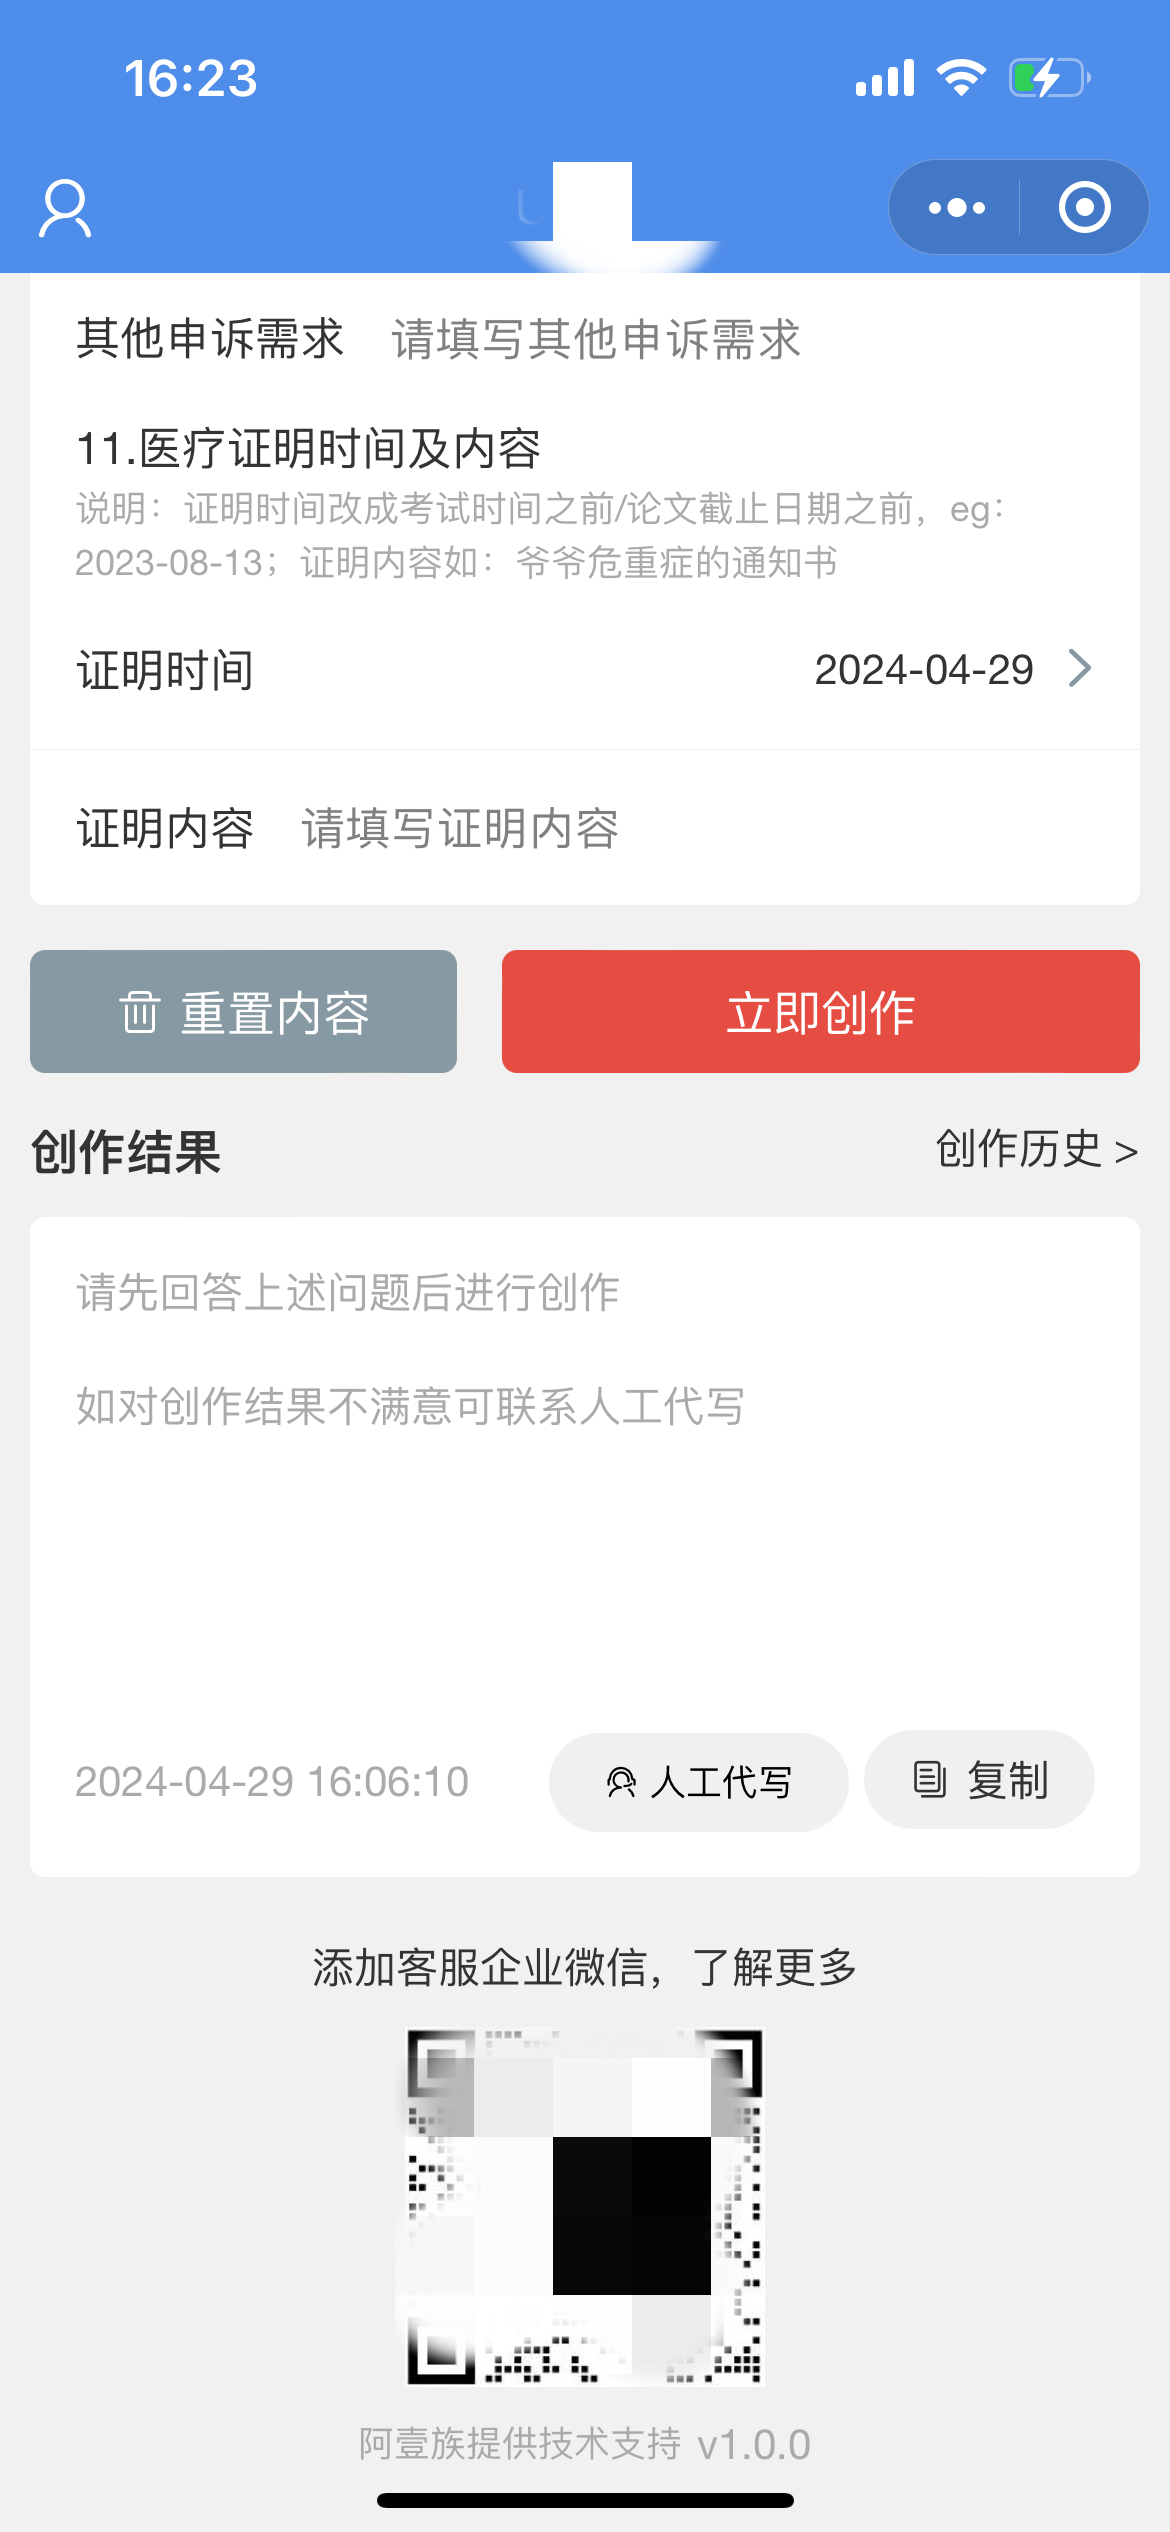 16:23
其他申诉需求 请填写其他申诉需求
11.医疗证明时间及内容
说明：证明时间改成考试时间之前/论文截止日期之前，eg：
2023-08-13；证明内容如：爷爷危重症的通知书
证明时间 2024-04-29
证明内容 请填写证明内容
重置内容 立即创作
创作结果 创作历史 >
请先回答上述问题后进行创作
如对创作结果不满意可联系人工代写
2024-04-29 16:06:10 人工代写 复制
添加客服企业微信，了解更多
阿壹族提供技术支持 v1.0.0